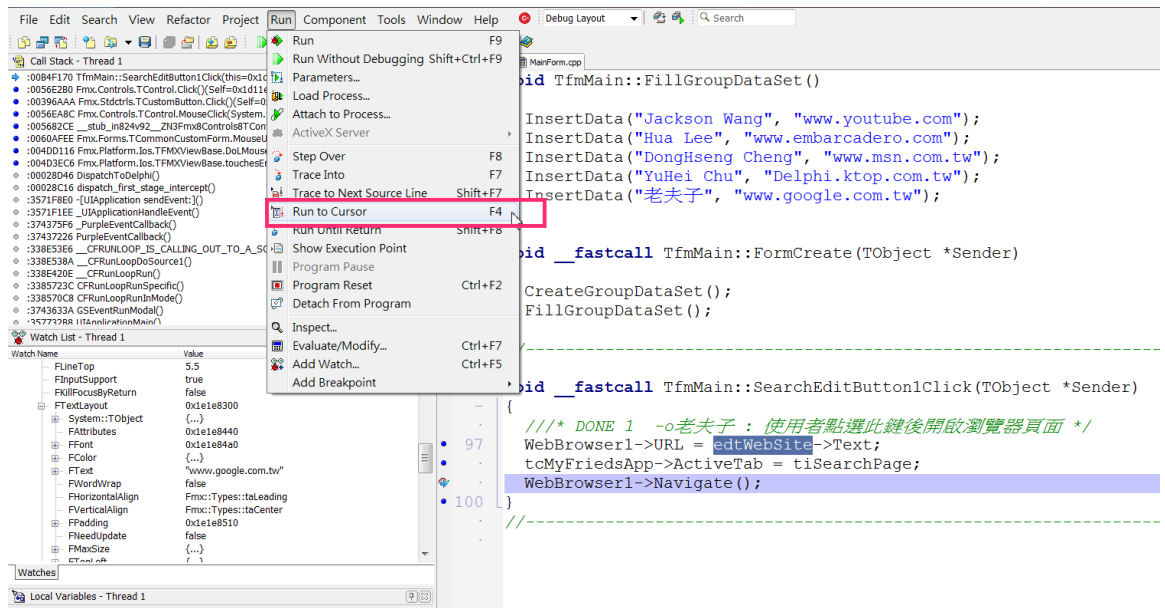 File Edit Search View Refactor Project Run Component Tools Window Help Debug Layout Search
Call Stack - Thread 1
:00B4F170 TfmMain::SearchEditButton1Click(this=0x1d
:0056E2B0 Fmx.Controls.TControl.Click()(Self=0x1d11e
:00396AAA Fmx.Stdctrls.TCustomButton.Click()(Self=0
:0056EA8C Fmx.Controls.TControl.MouseClick(System.
:005682CE __stub_in824v92__ZN3Fmx8Controls8TCon
:0060AFEE Fmx.Forms.TCommonCustomForm.MouseU
:004DD116 Fmx.Platform.Ios.TFMXViewBase.DoLMouse
:004D3EC6 Fmx.Platform.Ios.TFMXViewBase.touchesE
:00028D46 DispatchToDelphi()
:00028C16 dispatch_first_stage_intercept()
:3571F8E0 -[UIApplication sendEvent:]()
:3571F1EE _UIApplicationHandleEvent()
:374375F6 _PurpleEventCallback()
:37437226 PurpleEventCallback()
:338E53E6 __CFRUNLOOP_IS_CALLING_OUT_TO_A_SO
:338E538A __CFRunLoopDoSource1()
:338E420E __CFRunLoopRun()
:3385723C CFRunLoopRunSpecific()
:338570C8 CFRunLoopRunInMode()
:3743633A GSEventRunModal()
:357732B8 UIApplicationMain()
Run F9
Run Without Debugging Shift+Ctrl+F9
Parameters...
Load Process...
Attach to Process...
ActiveX Server
Step Over F8
Trace Into F7
Trace to Next Source Line Shift+F7
Run to Cursor F4
Run Until Return Shift+F8
Show Execution Point
Program Pause
Program Reset Ctrl+F2
Detach From Program
Inspect...
Evaluate/Modify... Ctrl+F7
Add Watch... Ctrl+F5
Add Breakpoint
Watch List - Thread 1
Watch Name Value
FLineTop 5.5
FInputSupport true
FKillFocusByReturn false
FTextLayout 0x1e1e8300
System::TObject {...}
FAttributes 0x1e1e8440
FFont 0x1e1e84a0
FColor {...}
FText "www.google.com.tw"
FWordWrap false
FHorizontalAlign Fmx::Types::taLeading
FVerticalAlign Fmx::Types::taCenter
FPadding 0x1e1e8510
FNeedUpdate false
FMaxSize {...}
FTopLeft {...}
Watches
Local Variables - Thread 1
MainForm.cpp
oid TfmMain::FillGroupDataSet()
InsertData("Jackson Wang", "www.youtube.com");
InsertData("Hua Lee", "www.embarcadero.com");
InsertData("DongHseng Cheng", "www.msn.com.tw");
InsertData("YuHei Chu", "Delphi.ktop.com.tw");
InsertData("老夫子", "www.google.com.tw");
oid __fastcall TfmMain::FormCreate(TObject *Sender)
CreateGroupDataSet();
FillGroupDataSet();
/----------------------------------------------------------------
oid __fastcall TfmMain::SearchEditButton1Click(TObject *Sender)
{
///* DONE 1 -o老夫子 : 使用者點選此鍵後開啟瀏覽器頁面 */
97 WebBrowser1->URL = edtWebSite->Text;
tcMyFriedsApp->ActiveTab = tiSearchPage;
WebBrowser1->Navigate();
100 }
//----------------------------------------------------------------